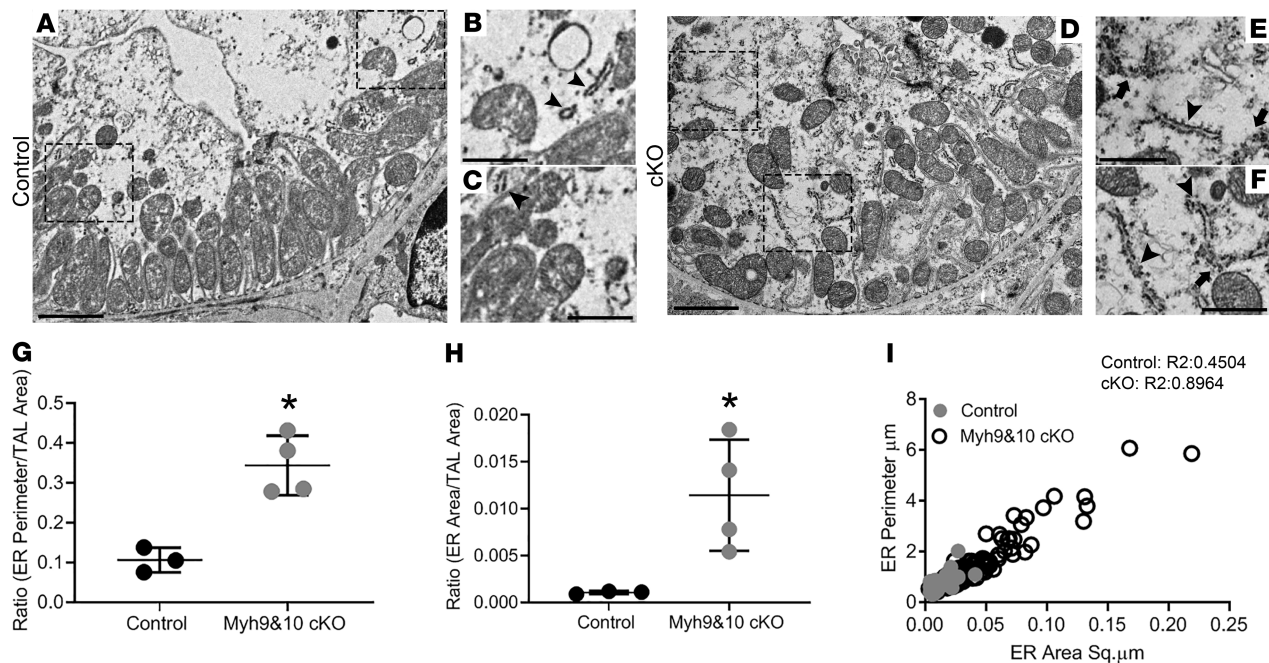 A
B
C
D
E
F
Control
cKO
G
Ratio (ER Perimeter/TAL Area)
0.5
0.4
0.3
0.2
0.1
0.0
*
Control
Myh9&10 cKO
H
Ratio (ER Area/TAL Area)
0.020
0.015
0.010
0.005
0.000
*
Control
Myh9&10 cKO
I
Control: R2:0.4504
cKO: R2:0.8964
Control
Myh9&10 cKO
ER Perimeter µm
8
6
4
2
0
0.00 0.05 0.10 0.15 0.20 0.25
ER Area Sq.µm